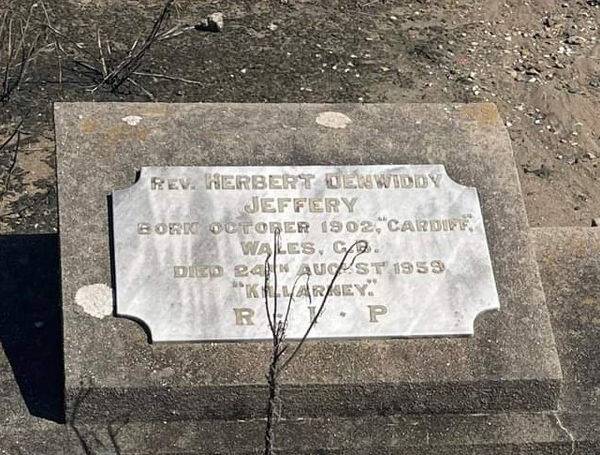 REV. HERBERT DENWIDDY
JEFFERY
BORN OCTOBER 1902, "CARDIFF",
WALES, G.B.
DIED 24TH AUGUST 1959
"KILLARNEY."
R · I · P